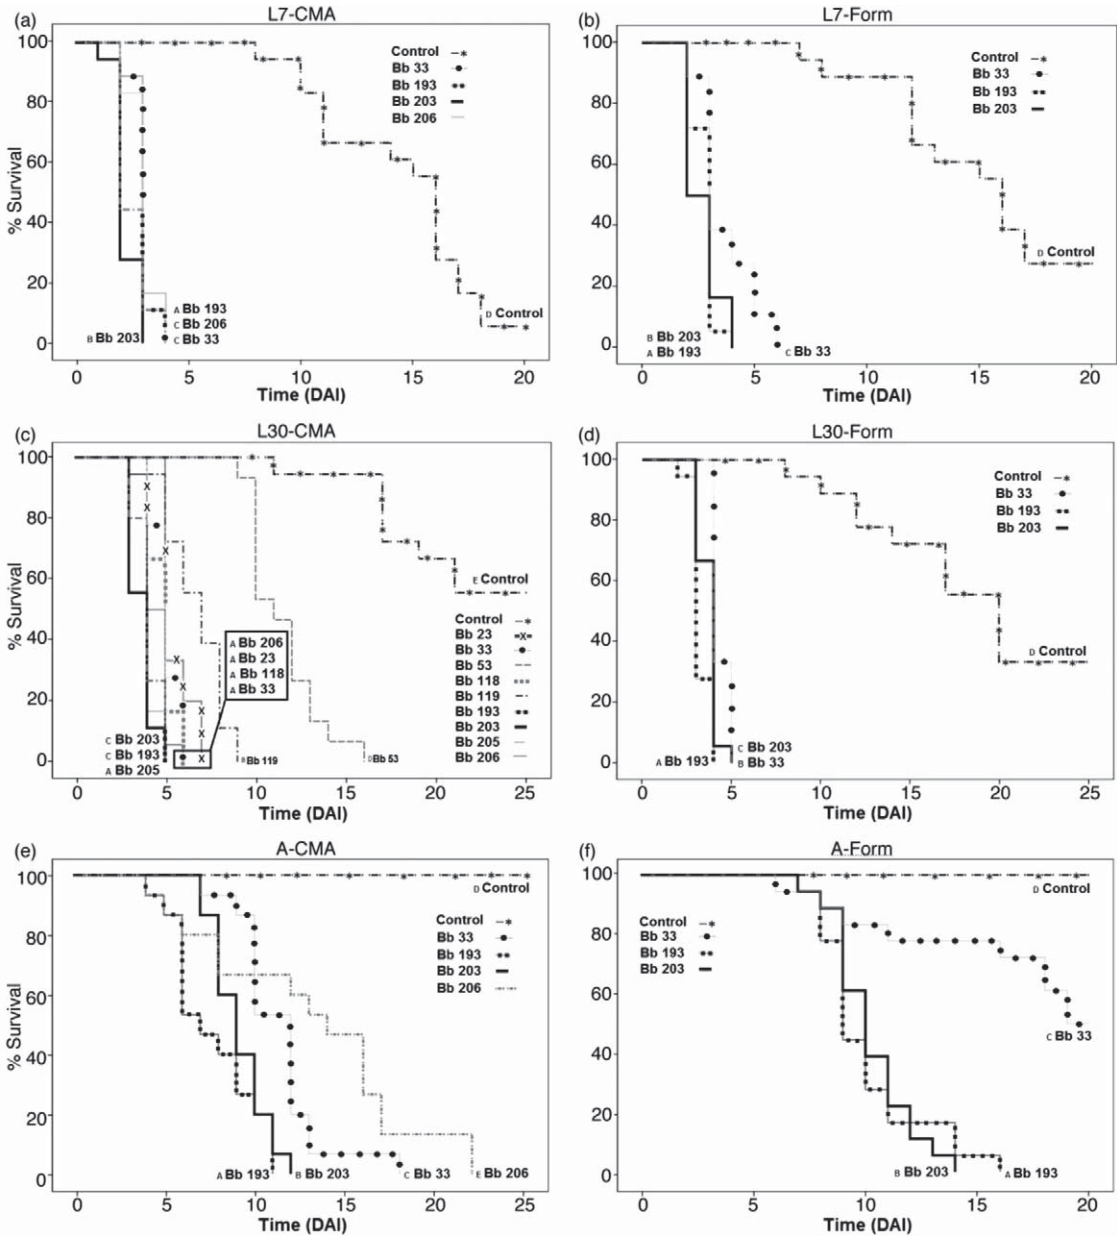 (a) L7-CMA
100
80
60
40
20
0
% Survival
Control
Bb 33
Bb 193
Bb 203
Bb 206
D Control
A Bb 193
C Bb 206
B Bb 203
C Bb 33
0 5 10 15 20
Time (DAI)
(b) L7-Form
100
80
60
40
20
0
Control
Bb 33
Bb 193
Bb 203
D Control
B Bb 203
A Bb 193
C Bb 33
0 5 10 15 20
Time (DAI)
(c) L30-CMA
100
80
60
40
20
0
% Survival
E Control
Control
Bb 23
Bb 33
Bb 53
Bb 118
Bb 119
Bb 193
Bb 203
Bb 205
Bb 206
A Bb 206
A Bb 23
A Bb 118
A Bb 33
C Bb 203
C Bb 193
A Bb 205
B Bb 119
D Bb 53
0 5 10 15 20 25
Time (DAI)
(d) L30-Form
100
80
60
40
20
0
Control
Bb 33
Bb 193
Bb 203
D Control
C Bb 203
A Bb 193
B Bb 33
0 5 10 15 20 25
Time (DAI)
(e) A-CMA
100
80
60
40
20
0
% Survival
D Control
Control
Bb 33
Bb 193
Bb 203
Bb 206
A Bb 193
B Bb 203
C Bb 33
E Bb 206
0 5 10 15 20 25
Time (DAI)
(f) A-Form
100
80
60
40
20
0
D Control
Control
Bb 33
Bb 193
Bb 203
C Bb 33
B Bb 203
A Bb 193
0 5 10 15 20
Time (DAI)